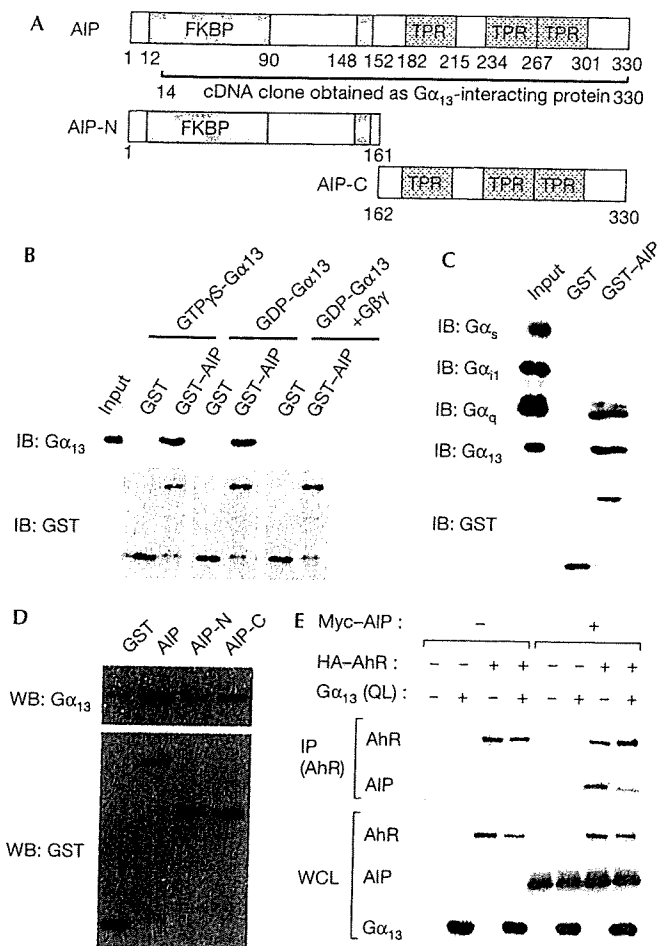 A
AIP
FKBP TPR TPR TPR
1 12 90 148 152 182 215 234 267 301 330
14 cDNA clone obtained as Gα13-interacting protein 330
AIP-N
FKBP
1 161
AIP-C
TPR TPR TPR
162 330
B
GTPγS-Gα13
GDP-Gα13
GDP-Gα13
+Gβγ
Input GST GST–AIP GST GST–AIP GST GST–AIP
IB: Gα13
IB: GST
C
Input GST GST–AIP
IB: Gαs
IB: Gαi1
IB: Gαq
IB: Gα13
IB: GST
D
GST AIP AIP-N AIP-C
WB: Gα13
WB: GST
E
Myc–AIP : – +
HA–AhR : – – + + – – + +
Gα13 (QL) : – + – + – + – +
IP
(AhR)
AhR
AIP
WCL
AhR
AIP
Gα13